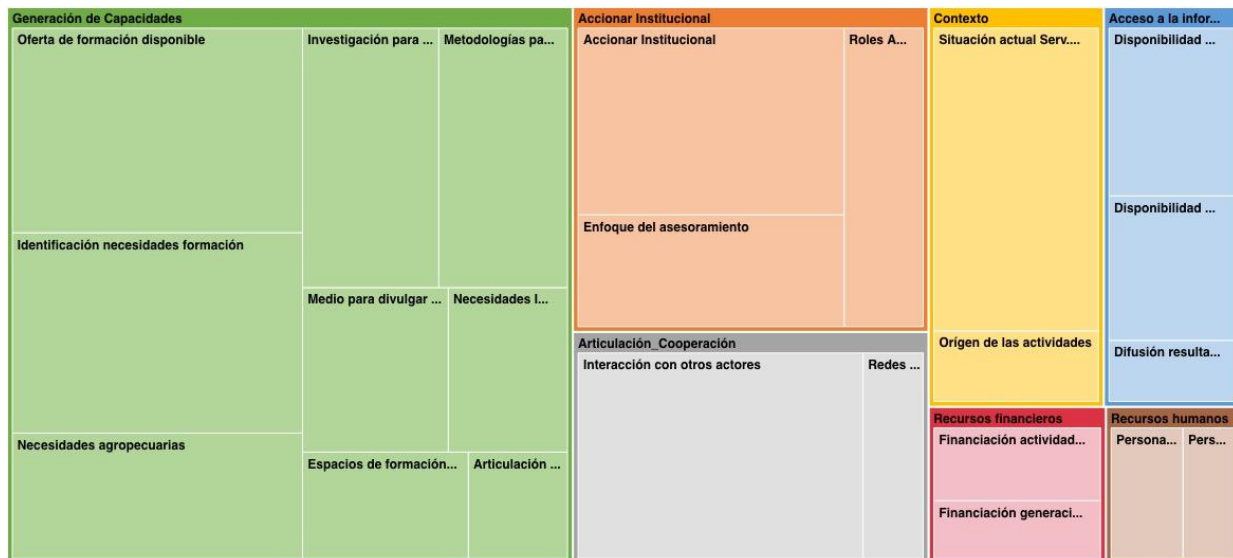 Generación de Capacidades
Oferta de formación disponible
Investigación para ...
Metodologías pa...
Identificación necesidades formación
Medio para divulgar ...
Necesidades I...
Necesidades agropecuarias
Espacios de formación...
Articulación ...
Accionar Institucional
Accionar Institucional
Roles A...
Enfoque del asesoramiento
Articulación_Cooperación
Interacción con otros actores
Redes ...
Contexto
Situación actual Serv....
Orígen de las actividades
Acceso a la infor...
Disponibilidad ...
Disponibilidad ...
Difusión resulta...
Recursos financieros
Financiación actividad...
Financiación generaci...
Recursos humanos
Persona...
Pers...